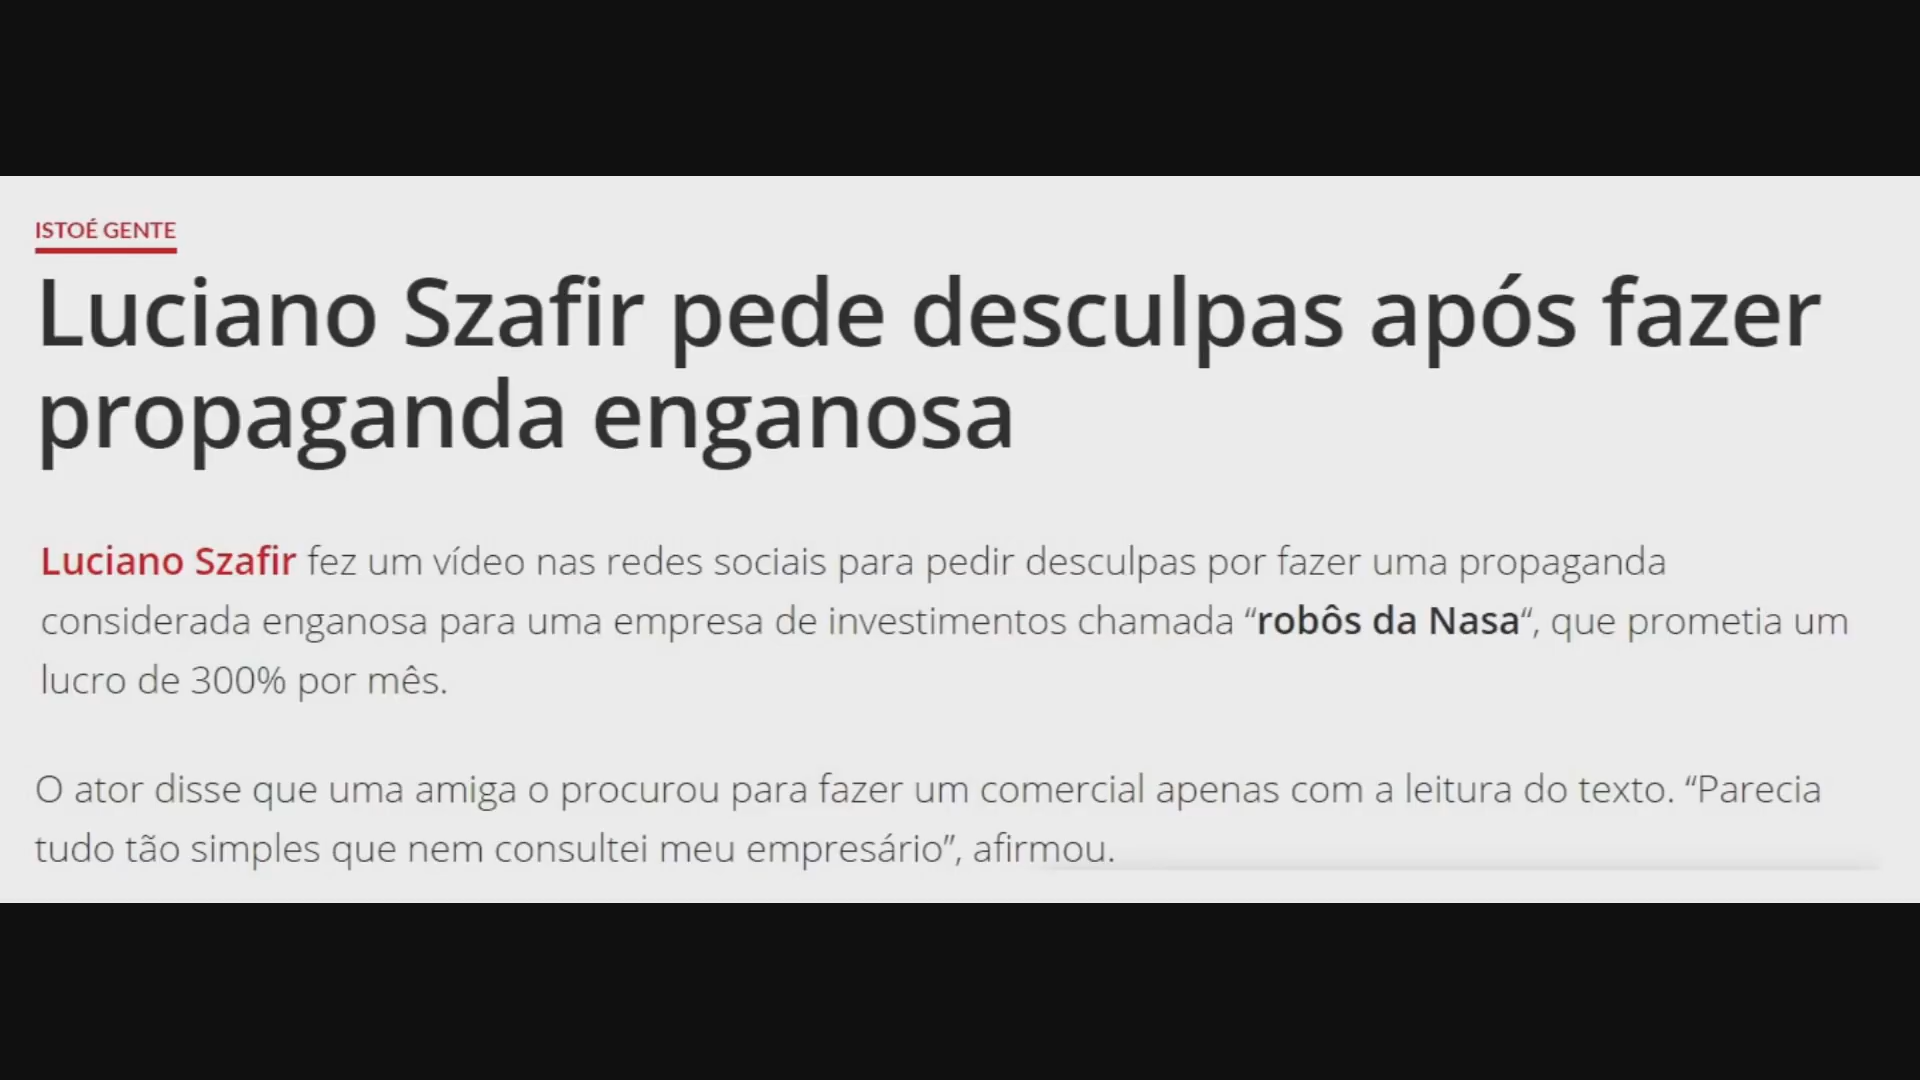 ISTOÉ GENTE
Luciano Szafir pede desculpas após fazer
propaganda enganosa
Luciano Szafir fez um vídeo nas redes sociais para pedir desculpas por fazer uma propaganda
considerada enganosa para uma empresa de investimentos chamada “robôs da Nasa“, que prometia um
lucro de 300% por mês.
O ator disse que uma amiga o procurou para fazer um comercial apenas com a leitura do texto. “Parecia
tudo tão simples que nem consultei meu empresário”, afirmou.